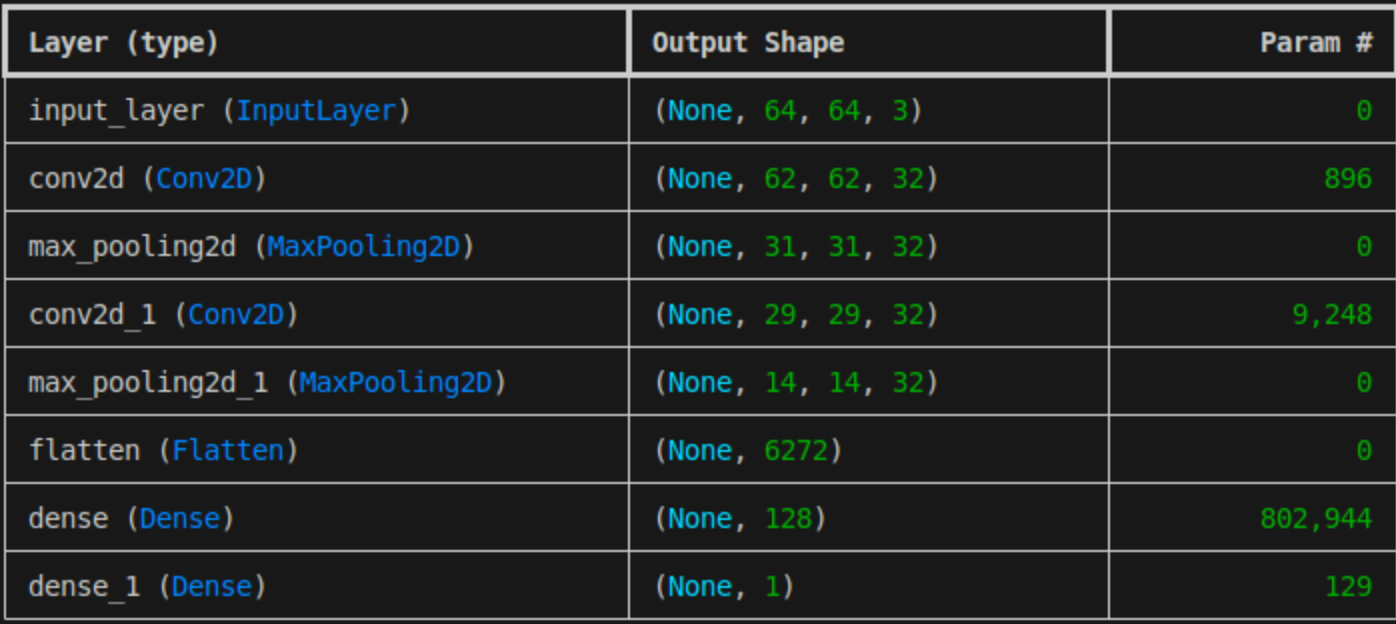 Layer (type) Output Shape Param #
input_layer (InputLayer) (None, 64, 64, 3) 0
conv2d (Conv2D) (None, 62, 62, 32) 896
max_pooling2d (MaxPooling2D) (None, 31, 31, 32) 0
conv2d_1 (Conv2D) (None, 29, 29, 32) 9,248
max_pooling2d_1 (MaxPooling2D) (None, 14, 14, 32) 0
flatten (Flatten) (None, 6272) 0
dense (Dense) (None, 128) 802,944
dense_1 (Dense) (None, 1) 129